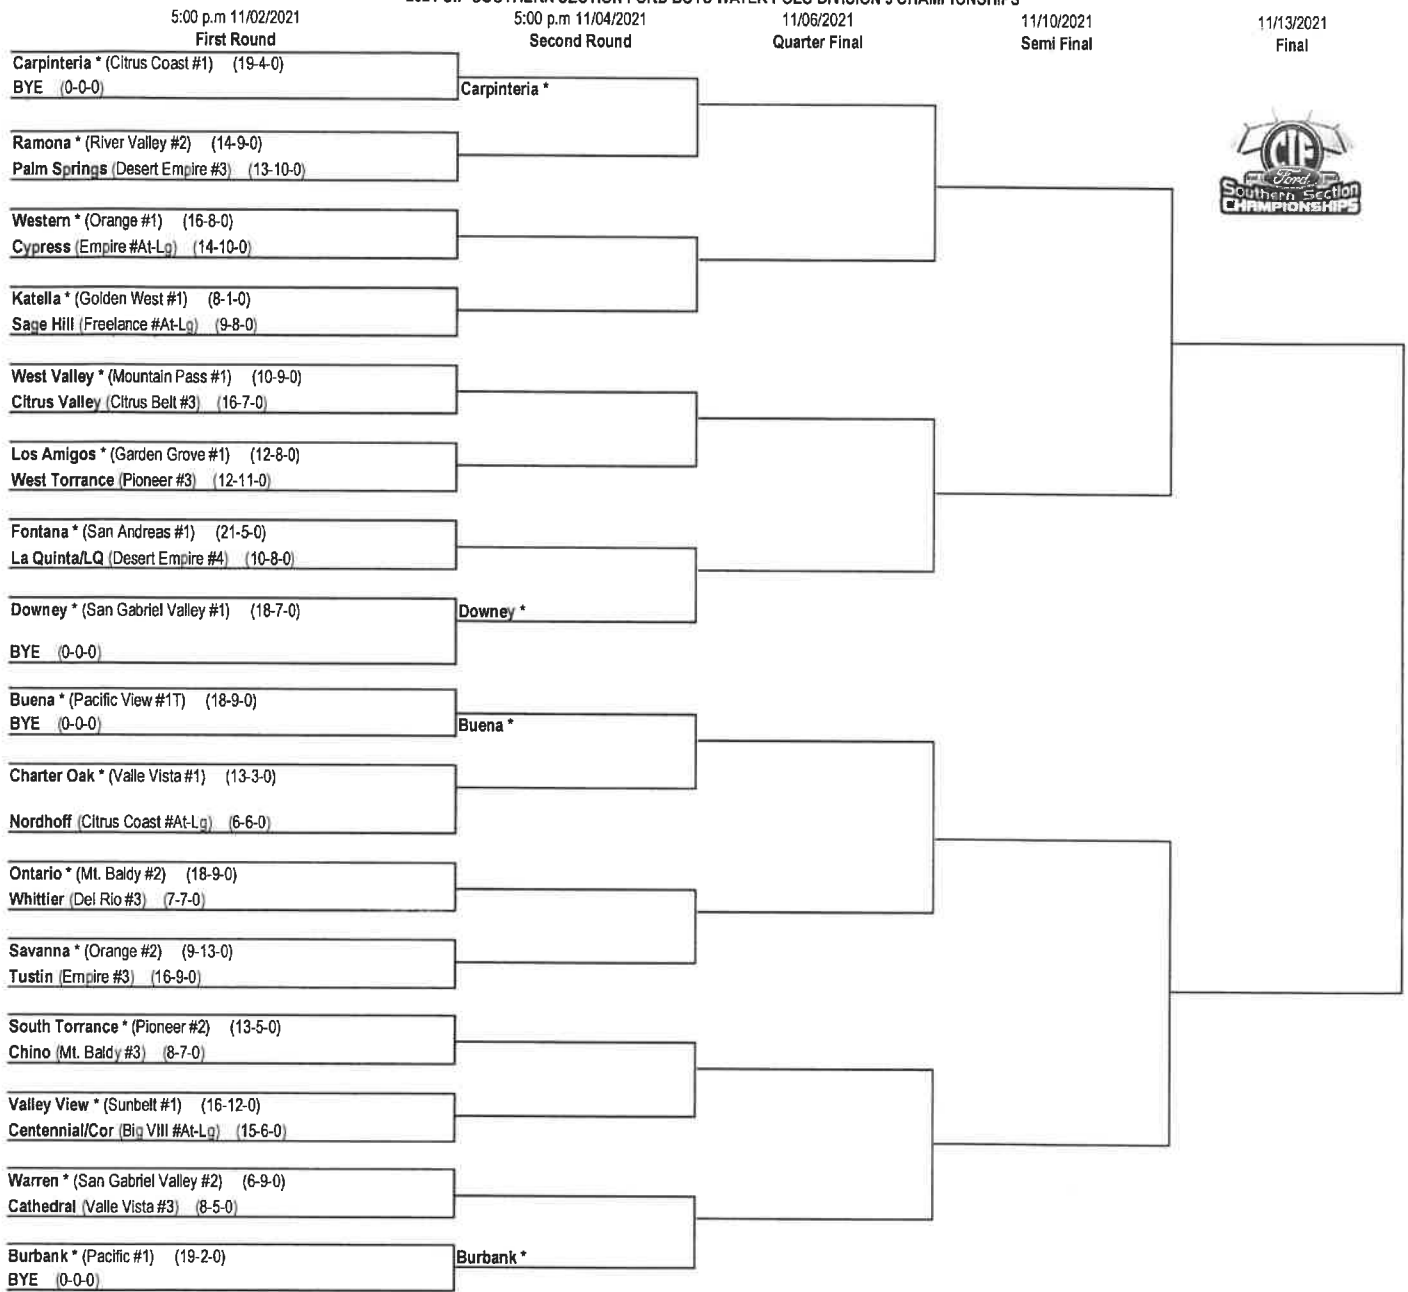 5:00 p.m 11/02/2021
First Round
5:00 p.m 11/04/2021
Second Round
11/06/2021
Quarter Final
11/10/2021
Semi Final
11/13/2021
Final
CIF
Ford
Southern Section
CHAMPIONSHIPS
Carpinteria * (Citrus Coast #1) (19-4-0)
BYE (0-0-0)
Carpinteria *
Ramona * (River Valley #2) (14-9-0)
Palm Springs (Desert Empire #3) (13-10-0)
Western * (Orange #1) (16-8-0)
Cypress (Empire #At-Lg) (14-10-0)
Katella * (Golden West #1) (8-1-0)
Sage Hill (Freelance #At-Lg) (9-8-0)
West Valley * (Mountain Pass #1) (10-9-0)
Citrus Valley (Citrus Belt #3) (16-7-0)
Los Amigos * (Garden Grove #1) (12-8-0)
West Torrance (Pioneer #3) (12-11-0)
Fontana * (San Andreas #1) (21-5-0)
La Quinta/LQ (Desert Empire #4) (10-8-0)
Downey * (San Gabriel Valley #1) (18-7-0)
Downey *
BYE (0-0-0)
Buena * (Pacific View #1T) (18-9-0)
BYE (0-0-0)
Buena *
Charter Oak * (Valle Vista #1) (13-3-0)
Nordhoff (Citrus Coast #At-Lg) (6-6-0)
Ontario * (Mt. Baldy #2) (18-9-0)
Whittier (Del Rio #3) (7-7-0)
Savanna * (Orange #2) (9-13-0)
Tustin (Empire #3) (16-9-0)
South Torrance * (Pioneer #2) (13-5-0)
Chino (Mt. Baldy #3) (8-7-0)
Valley View * (Sunbelt #1) (16-12-0)
Centennial/Cor (Big VIII #At-Lg) (15-6-0)
Warren * (San Gabriel Valley #2) (6-9-0)
Cathedral (Valle Vista #3) (8-5-0)
Burbank * (Pacific #1) (19-2-0)
Burbank *
BYE (0-0-0)